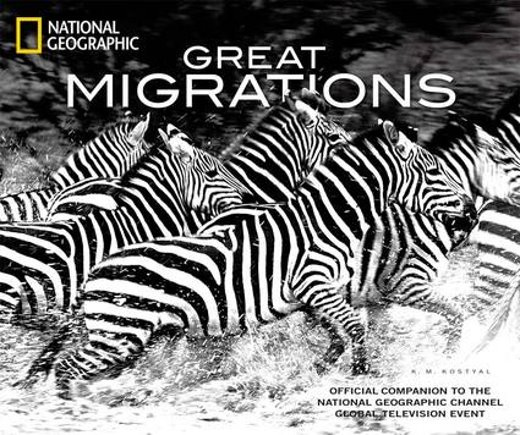 NATIONAL
GEOGRAPHIC
GREAT
MIGRATIONS
K. M. KOSTYAL
OFFICIAL COMPANION TO THE
NATIONAL GEOGRAPHIC CHANNEL
GLOBAL TELEVISION EVENT